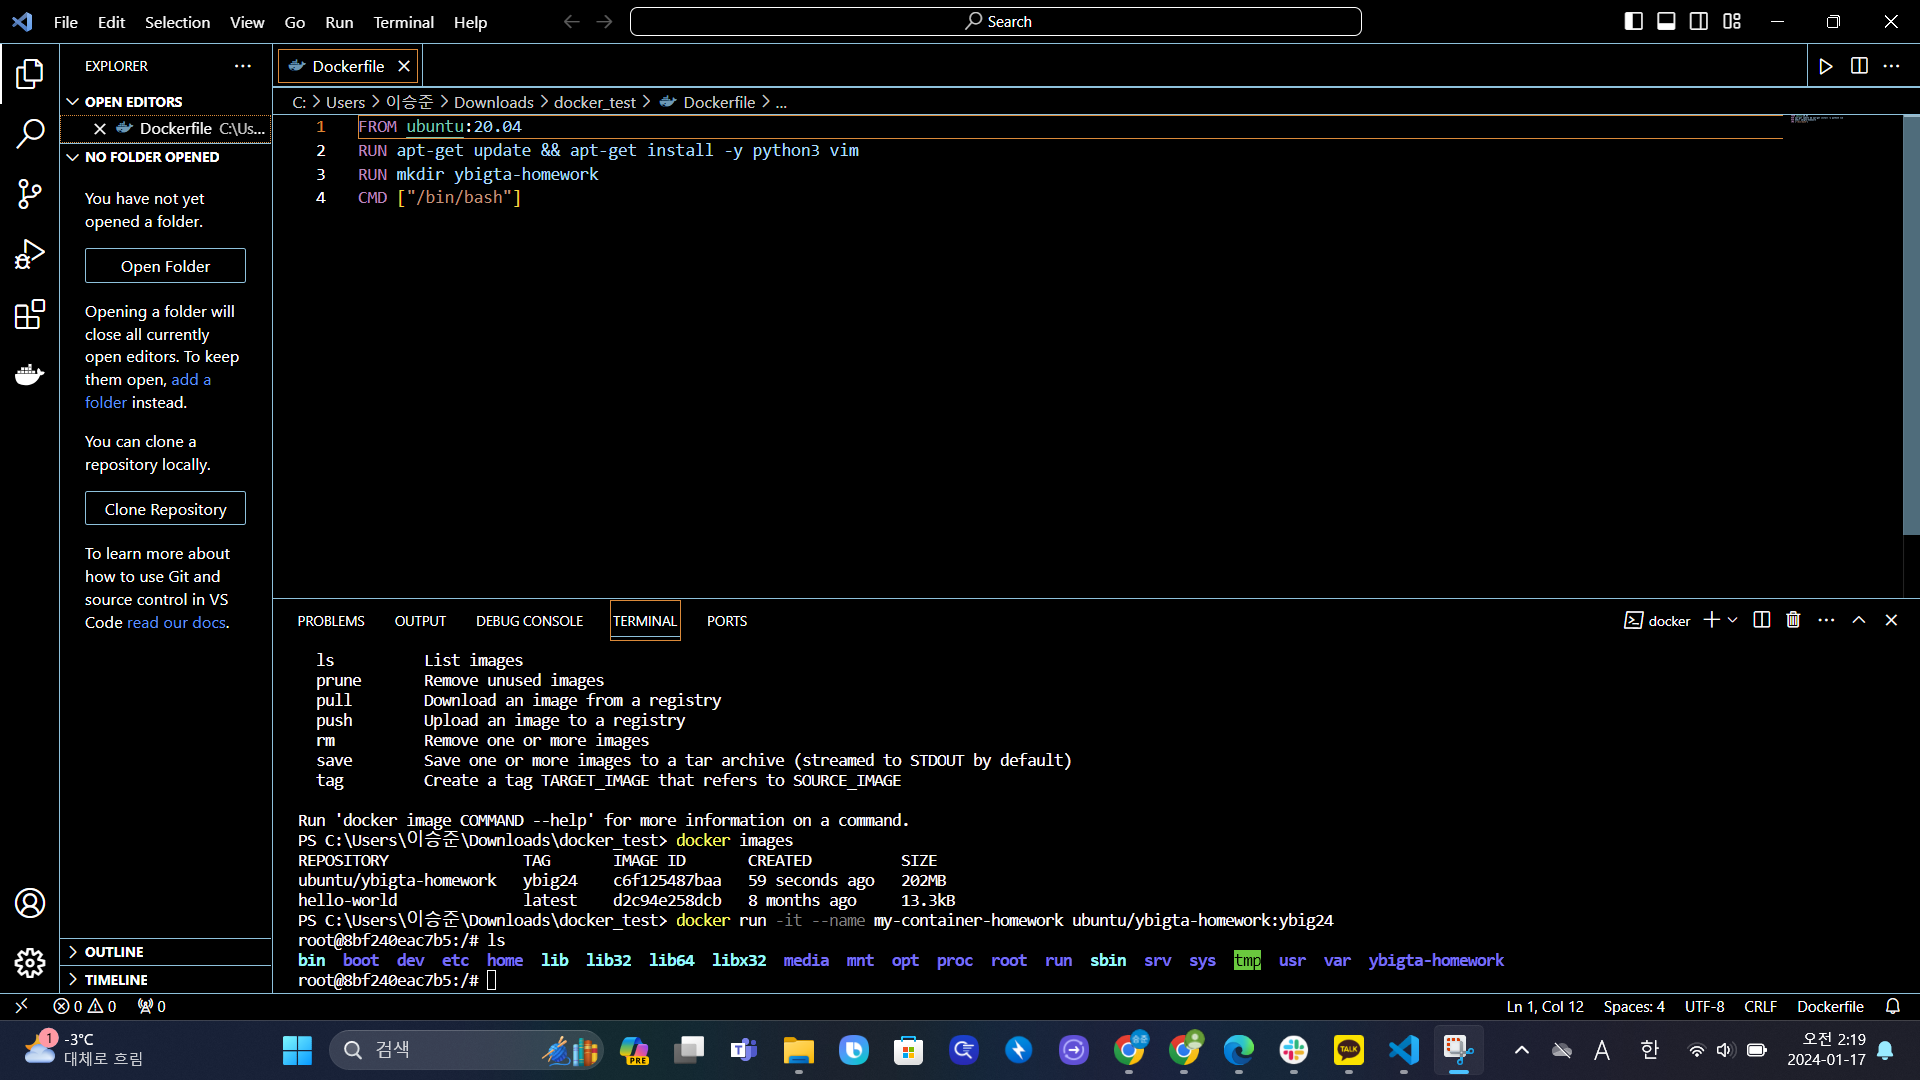 File Edit Selection View Go Run Terminal Help
Search
EXPLORER
OPEN EDITORS
Dockerfile C:\Us...
NO FOLDER OPENED
You have not yet
opened a folder.
Open Folder
Opening a folder will
close all currently
open editors. To keep
them open, add a
folder instead.
You can clone a
repository locally.
Clone Repository
To learn more about
how to use Git and
source control in VS
Code read our docs.
OUTLINE
TIMELINE
Dockerfile
C: > Users > 이승준 > Downloads > docker_test > Dockerfile > ...
1 FROM ubuntu:20.04
2 RUN apt-get update && apt-get install -y python3 vim
3 RUN mkdir ybigta-homework
4 CMD ["/bin/bash"]
PROBLEMS OUTPUT DEBUG CONSOLE TERMINAL PORTS
docker
ls List images
prune Remove unused images
pull Download an image from a registry
push Upload an image to a registry
rm Remove one or more images
save Save one or more images to a tar archive (streamed to STDOUT by default)
tag Create a tag TARGET_IMAGE that refers to SOURCE_IMAGE
Run 'docker image COMMAND --help' for more information on a command.
PS C:\Users\이승준\Downloads\docker_test> docker images
REPOSITORY TAG IMAGE ID CREATED SIZE
ubuntu/ybigta-homework ybig24 c6f125487baa 59 seconds ago 202MB
hello-world latest d2c94e258dcb 8 months ago 13.3kB
PS C:\Users\이승준\Downloads\docker_test> docker run -it --name my-container-homework ubuntu/ybigta-homework:ybig24
root@8bf240eac7b5:/# ls
bin boot dev etc home lib lib32 lib64 libx32 media mnt opt proc root run sbin srv sys tmp usr var ybigta-homework
root@8bf240eac7b5:/#
0 0 0
Ln 1, Col 12 Spaces: 4 UTF-8 CRLF Dockerfile
1
-3°C
대체로 흐림
검색
PRE
TALK
A
한
오전 2:19
2024-01-17